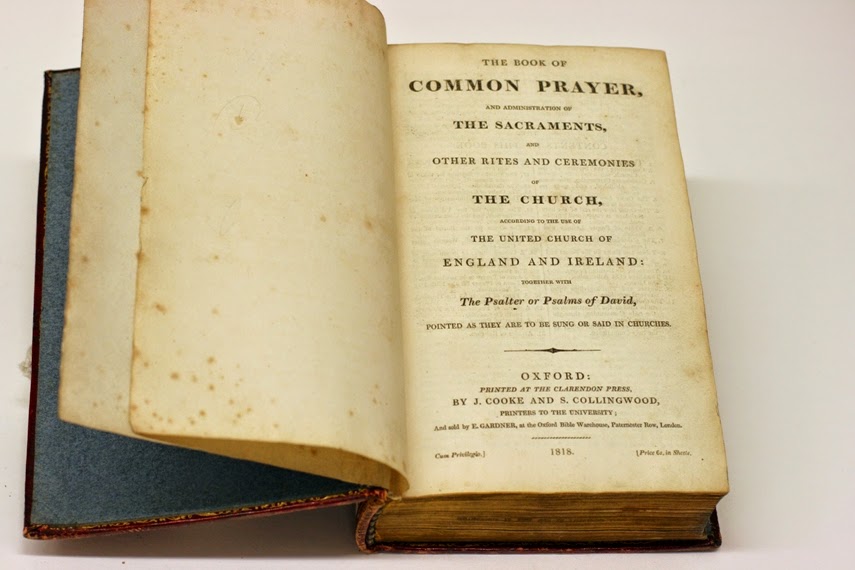 THE BOOK OF
COMMON PRAYER,
AND ADMINISTRATION OF
THE SACRAMENTS,
AND
OTHER RITES AND CEREMONIES
OF
THE CHURCH,
ACCORDING TO THE USE OF
THE UNITED CHURCH OF
ENGLAND AND IRELAND:
TOGETHER WITH
The Psalter or Psalms of David,
POINTED AS THEY ARE TO BE SUNG OR SAID IN CHURCHES.
OXFORD:
PRINTED AT THE CLARENDON PRESS,
BY J. COOKE AND S. COLLINGWOOD,
PRINTERS TO THE UNIVERSITY;
And sold by E. GARDNER, at the Oxford Bible Warehouse, Paternoster Row, London.
Cum Privilegio.] 1818. [Price in Sheets.